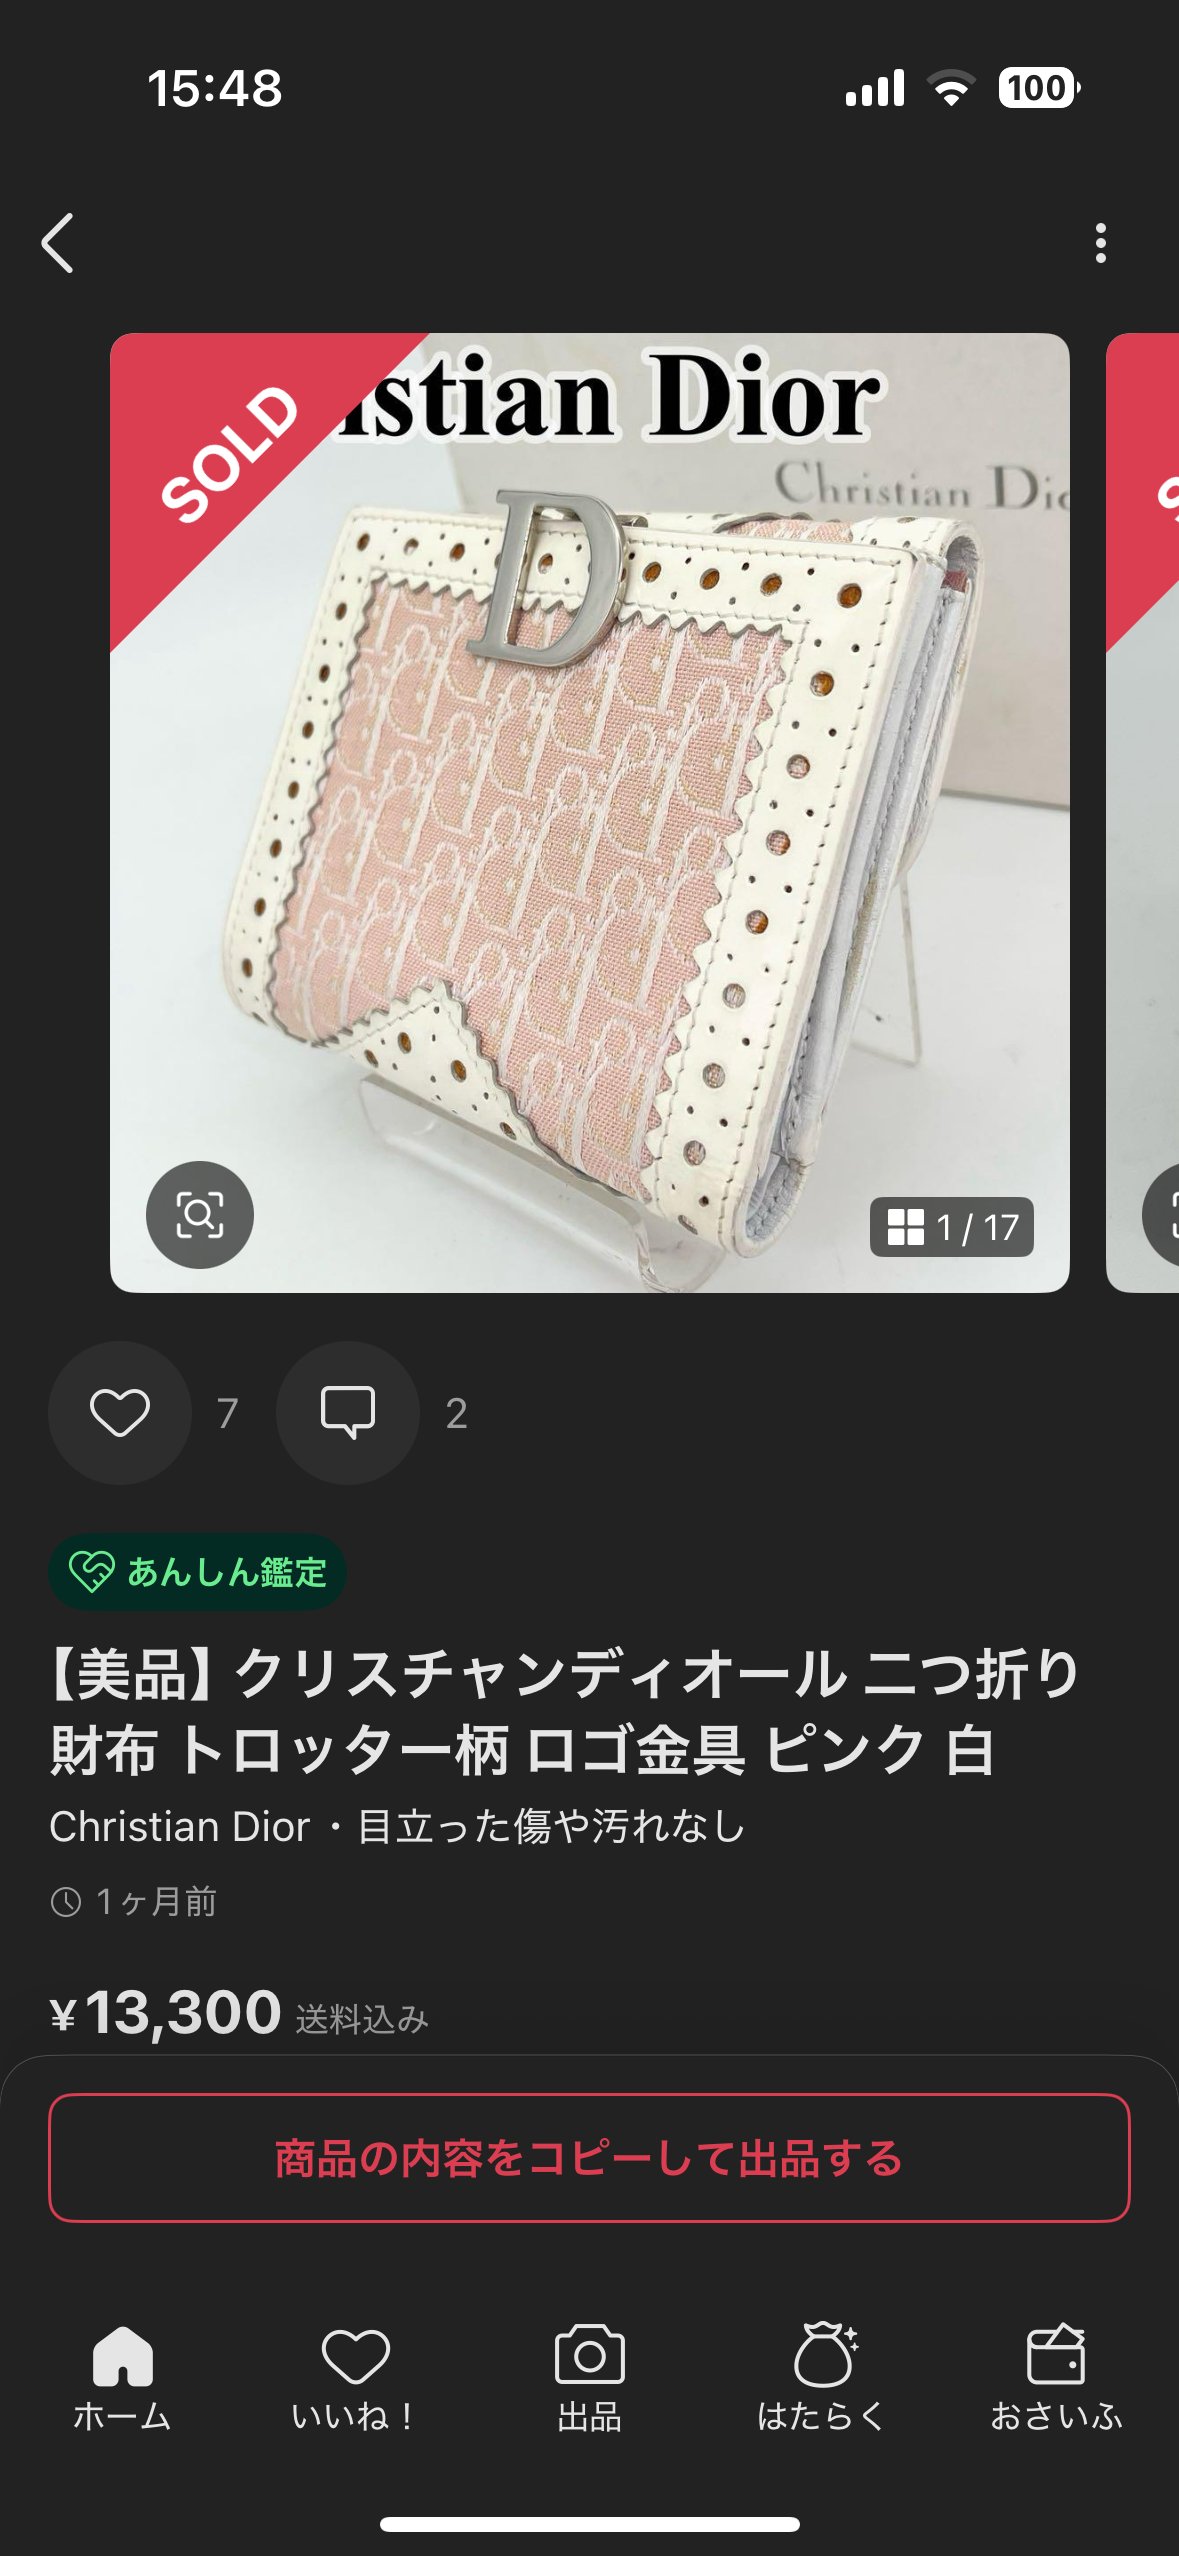 15:48
100
SOLD
istian Dior
Christian Dio
1 / 17
7
2
あんしん鑑定
【美品】クリスチャンディオール 二つ折り
財布 トロッター柄 ロゴ金具 ピンク 白
Christian Dior・目立った傷や汚れなし
1ヶ月前
¥13,300 送料込み
商品の内容をコピーして出品する
ホーム
いいね！
出品
はたらく
おさいふ